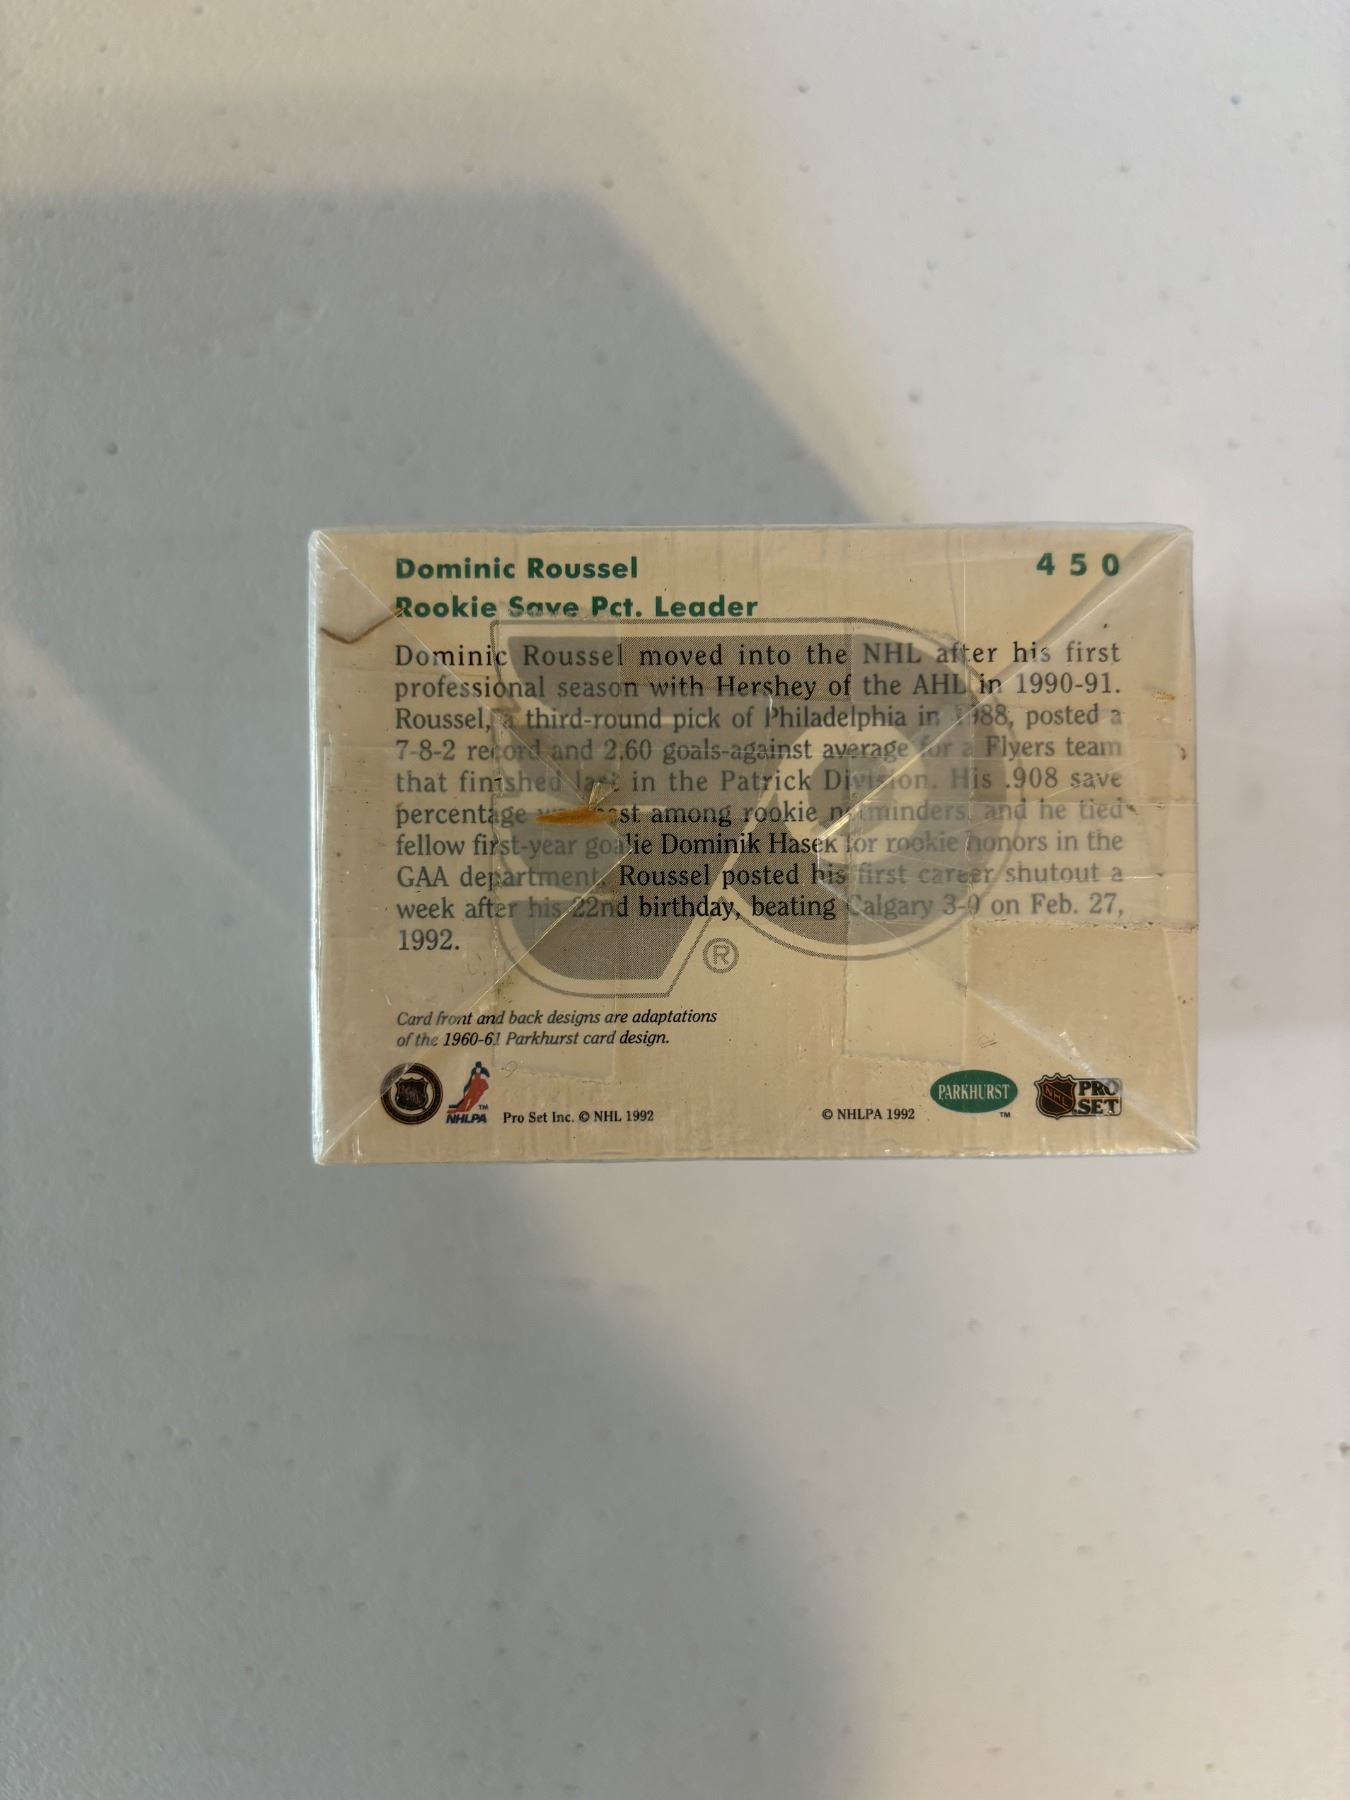 Dominic Roussel
450
Rookie Save Pct. Leader
Dominic Roussel moved into the NHL after his first
professional season with Hershey of the AHL in 1990-91.
Roussel, a third-round pick of Philadelphia in 1988, posted a
7-8-2 record and 2.60 goals-against average for a Flyers team
that finished last in the Patrick Division. His .908 save
percentage among rookie netminders, and he tied
fellow first-year goalie Dominik Hasek for rookie honors in the
GAA department. Roussel posted his first career shutout a
week after his 22nd birthday, beating Calgary 3-0 on Feb. 27,
1992.
®
Card front and back designs are adaptations
of the 1960-61 Parkhurst card design.
NHLPA
TM
Pro Set Inc. © NHL 1992
© NHLPA 1992
PARKHURST
TM
NHL
PRO
SET